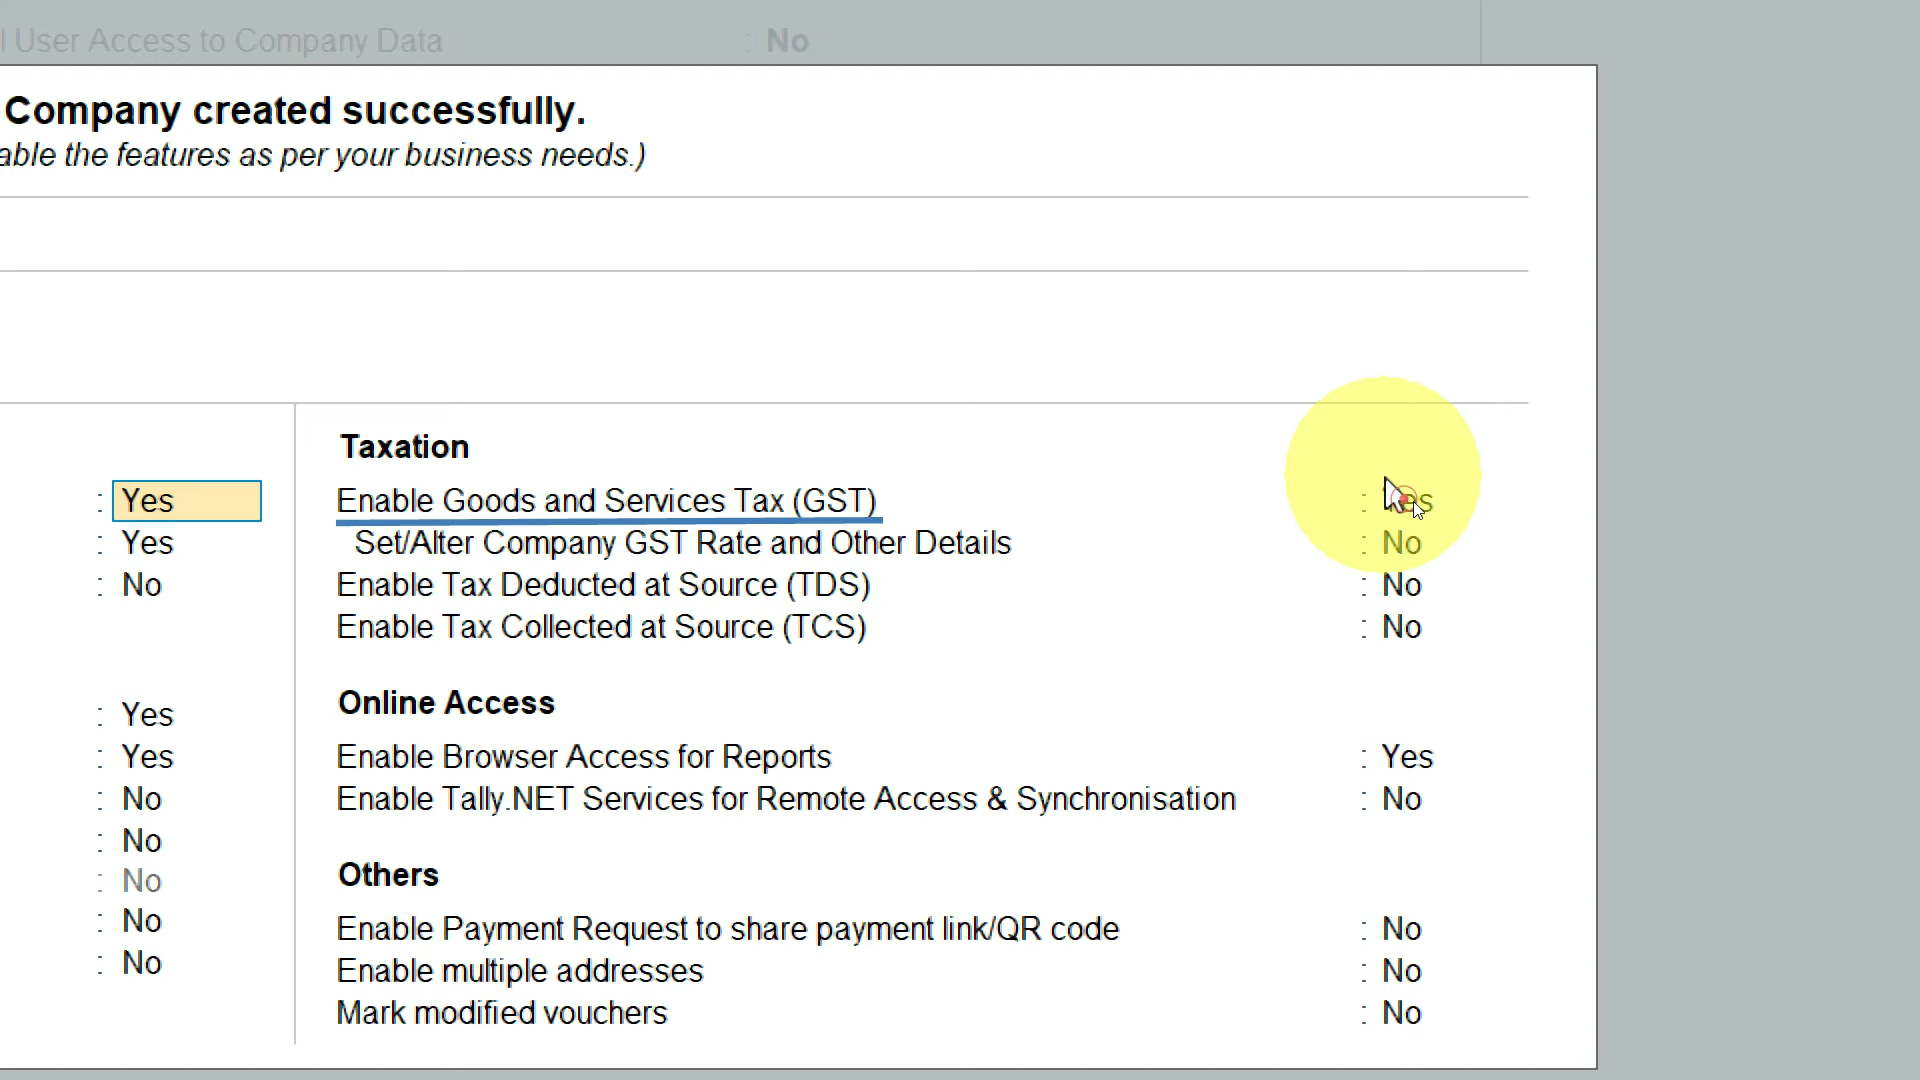 l User Access to Company Data : No
Company created successfully.
able the features as per your business needs.)
: Yes
: Yes
: No
: Yes
: Yes
: No
: No
: No
: No
: No
Taxation
Enable Goods and Services Tax (GST) : Yes
Set/Alter Company GST Rate and Other Details : No
Enable Tax Deducted at Source (TDS) : No
Enable Tax Collected at Source (TCS) : No
Online Access
Enable Browser Access for Reports : Yes
Enable Tally.NET Services for Remote Access & Synchronisation : No
Others
Enable Payment Request to share payment link/QR code : No
Enable multiple addresses : No
Mark modified vouchers : No